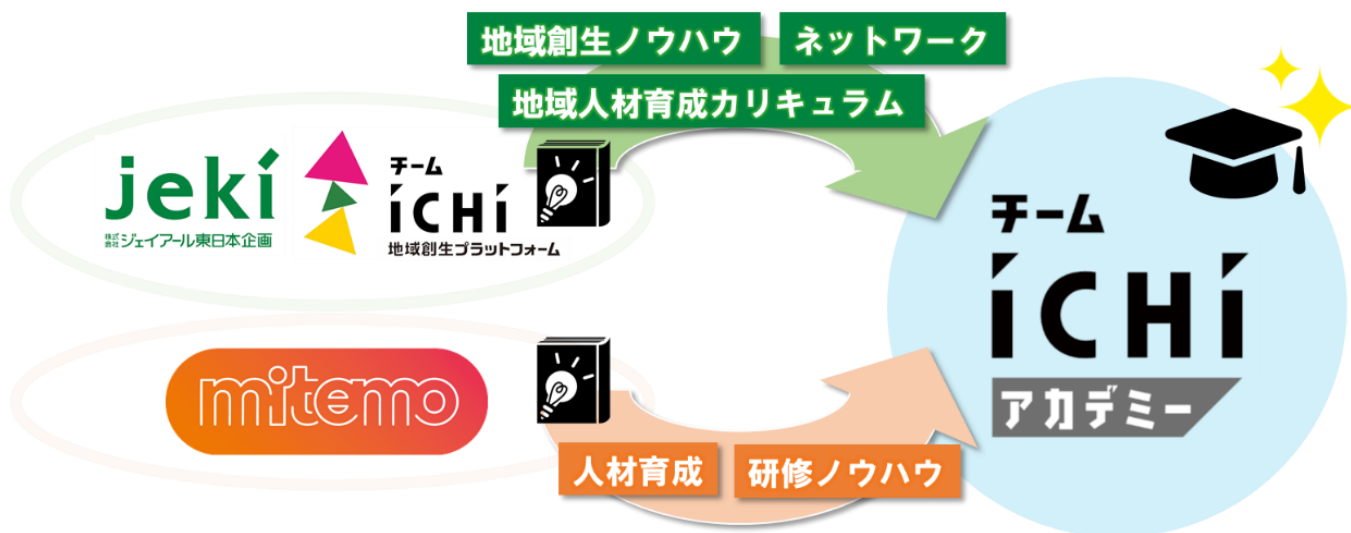 地域創生ノウハウ
ネットワーク
地域人材育成カリキュラム
jeki
株式会社ジェイアール東日本企画
チーム
iCHi
地域創生プラットフォーム
mitemo
人材育成
研修ノウハウ
チーム
iCHi
アカデミー